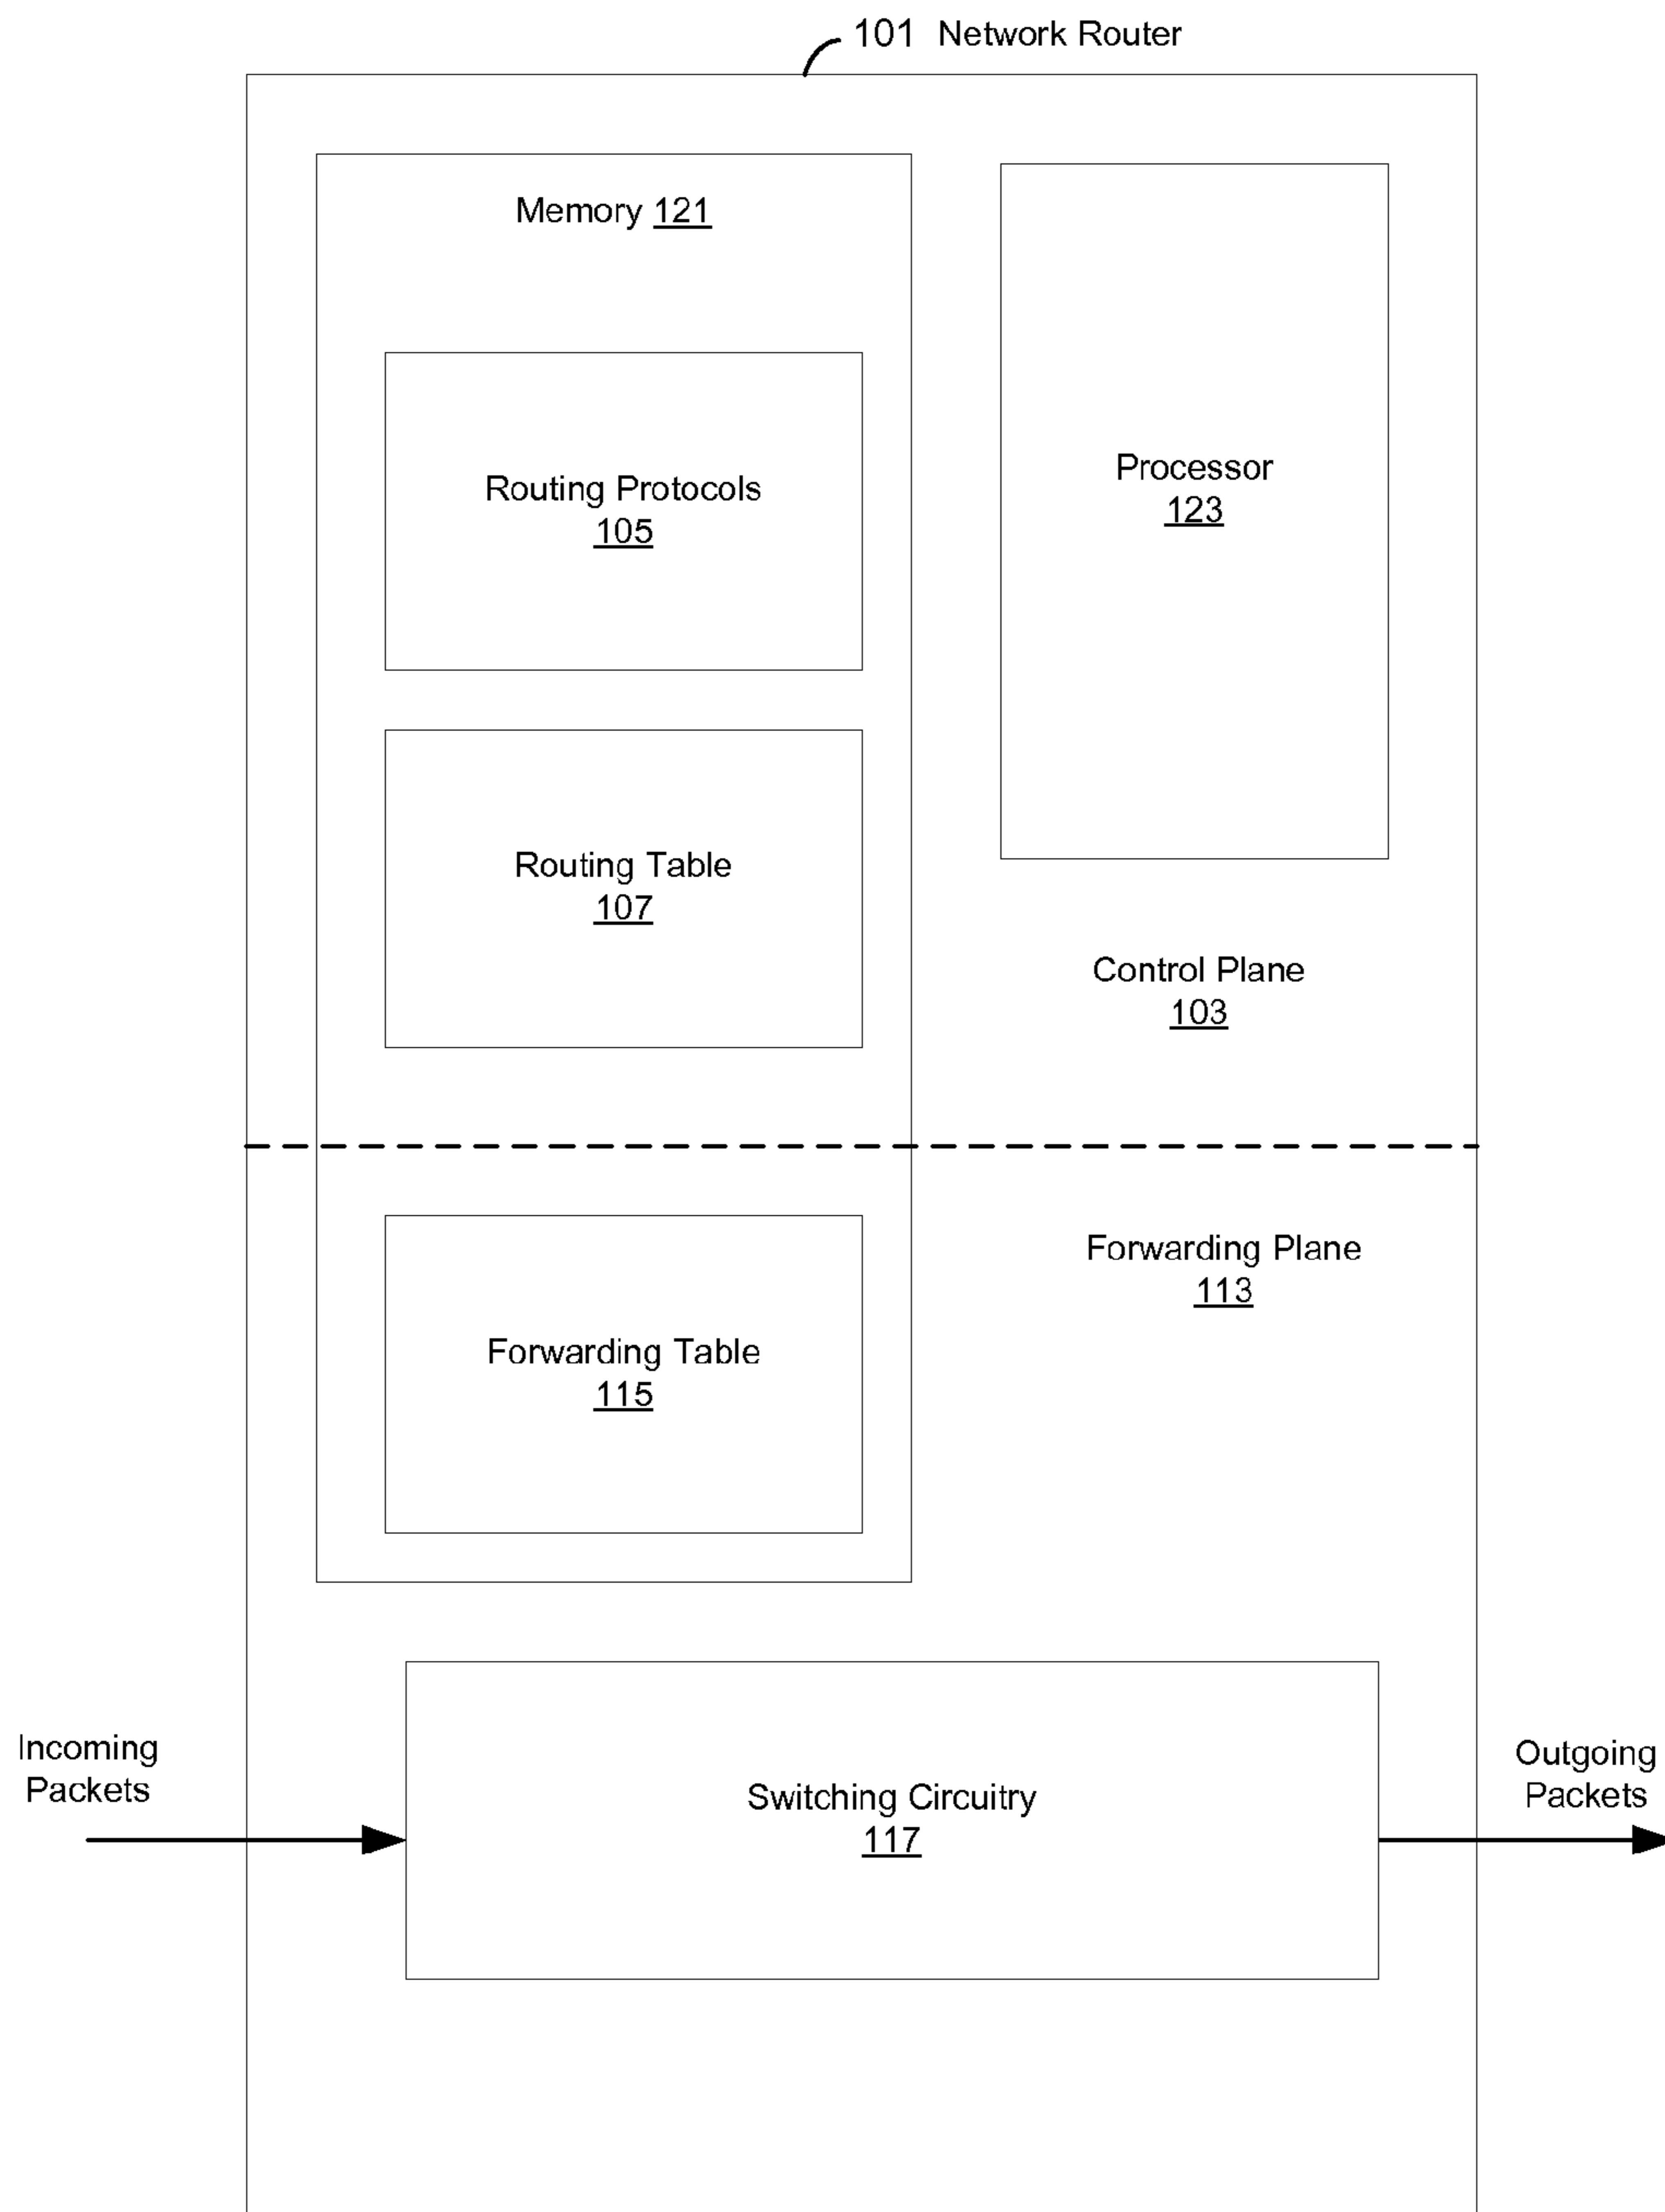 101 Network Router
Memory 121
Routing Protocols
105
Processor
123
Routing Table
107
Control Plane
103
Forwarding Plane
113
Forwarding Table
115
Incoming
Packets
Switching Circuitry
117
Outgoing
Packets